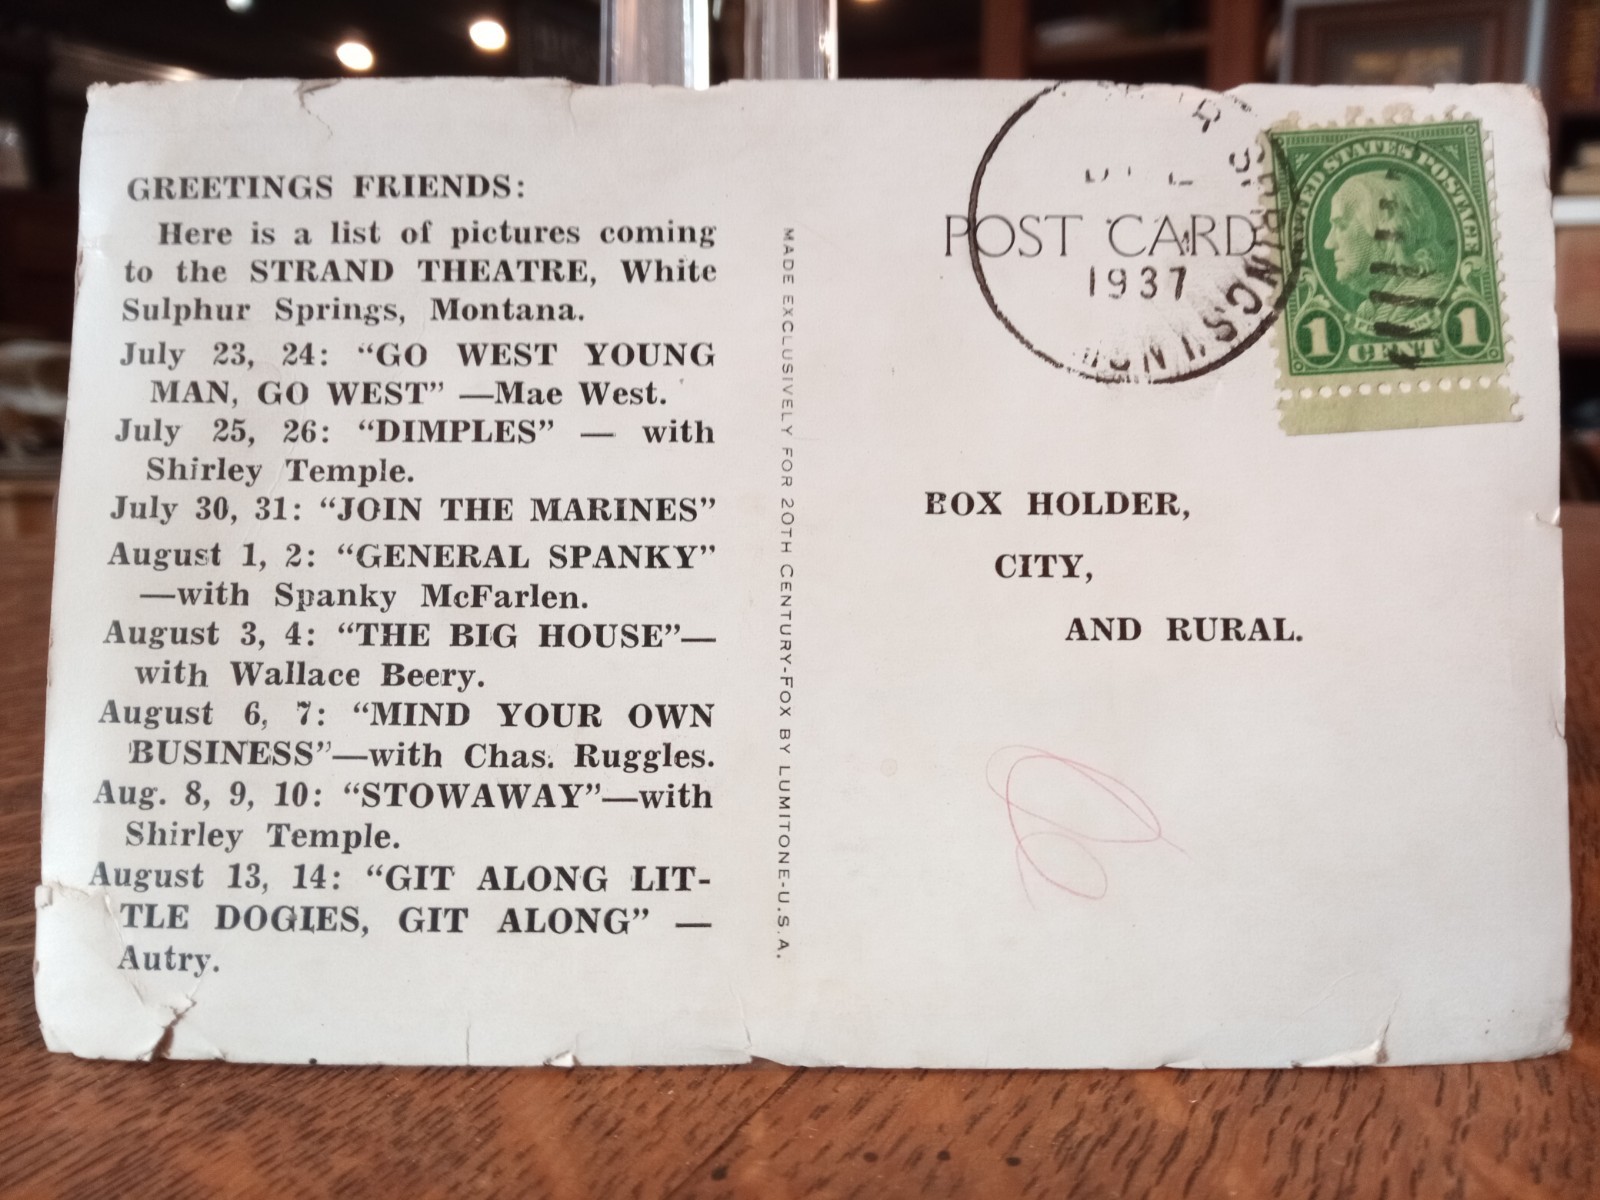 GREETINGS FRIENDS:
Here is a list of pictures coming
to the STRAND THEATRE, White
Sulphur Springs, Montana.
July 23, 24: “GO WEST YOUNG
MAN, GO WEST” —Mae West.
July 25, 26: “DIMPLES” — with
Shirley Temple.
July 30, 31: “JOIN THE MARINES”
August 1, 2: “GENERAL SPANKY”
—with Spanky McFarlen.
August 3, 4: “THE BIG HOUSE”—
with Wallace Beery.
August 6, 7: “MIND YOUR OWN
BUSINESS”—with Chas. Ruggles.
Aug. 8, 9, 10: “STOWAWAY”—with
Shirley Temple.
August 13, 14: “GIT ALONG LIT-
TLE DOGIES, GIT ALONG” —
Autry.
MADE EXCLUSIVELY FOR 20TH CENTURY-FOX BY LUMITONE-U.S.A.
POST CARD
1937
UNITED STATES POSTAGE
1 CENT 1
BOX HOLDER,
CITY,
AND RURAL.